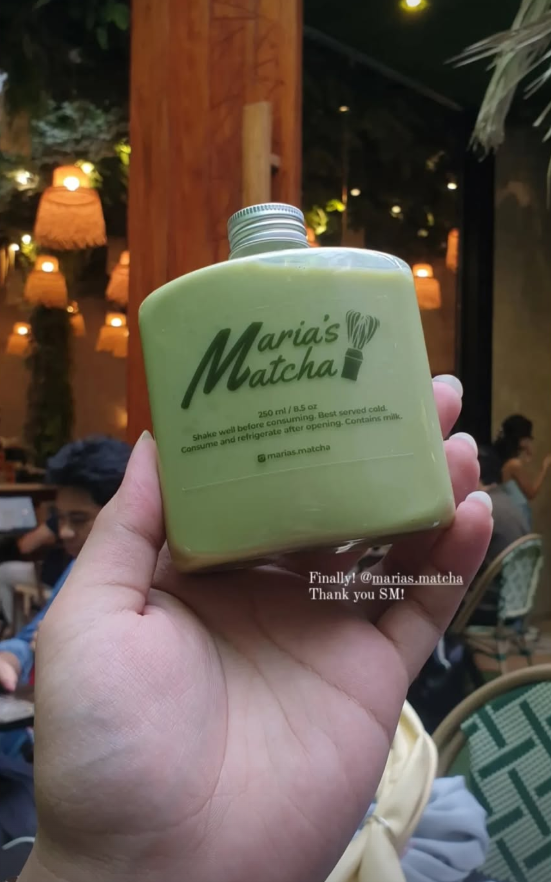 Maria's
Matcha
250 ml / 8.5 oz
Shake well before consuming. Best served cold.
Consume and refrigerate after opening. Contains milk.
marias.matcha
Finally! @marias.matcha
Thank you SM!